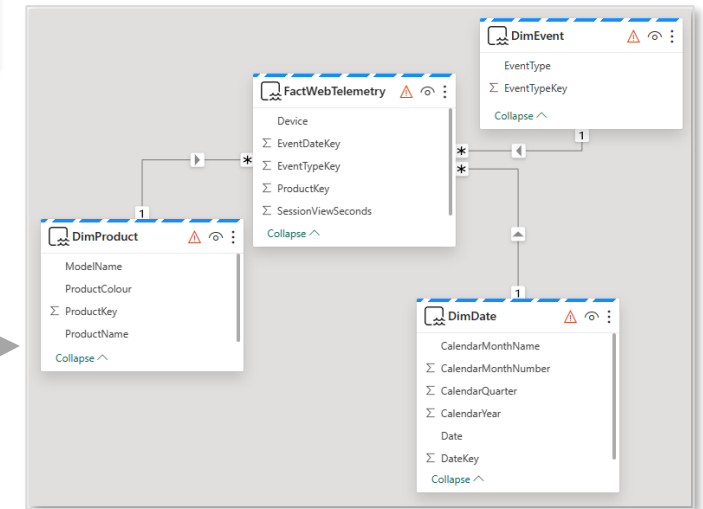 DimEvent
EventType
Σ EventTypeKey
Collapse
1
FactWebTelemetry
Device
Σ EventDateKey
Σ EventTypeKey
Σ ProductKey
Σ SessionViewSeconds
Collapse
*
*
*
1
DimProduct
ModelName
ProductColour
Σ ProductKey
ProductName
Collapse
1
DimDate
CalendarMonthName
Σ CalendarMonthNumber
Σ CalendarQuarter
Σ CalendarYear
Date
Σ DateKey
Collapse